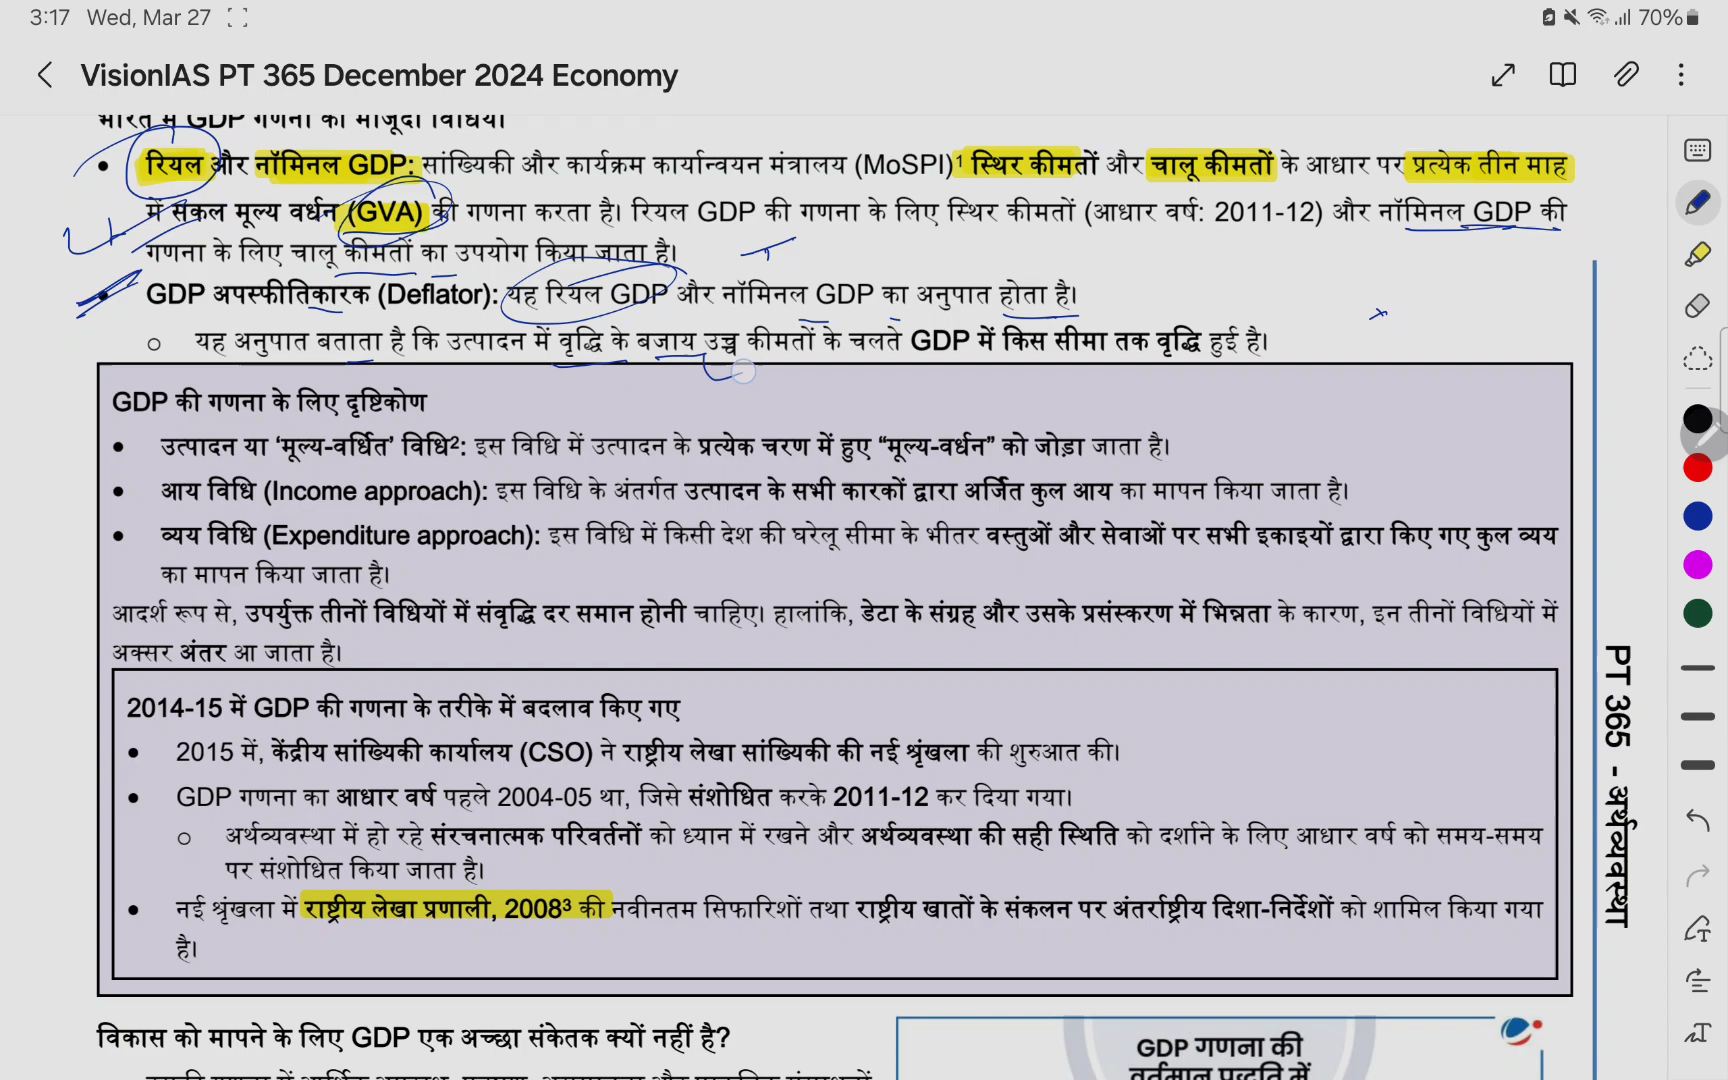 3:17 Wed, Mar 27
70%
VisionIAS PT 365 December 2024 Economy
भारत में GDP गणना की मौजूदा विधियां
• रियल और नॉमिनल GDP: सांख्यिकी और कार्यक्रम कार्यान्वयन मंत्रालय (MoSPI)¹ स्थिर कीमतों और चालू कीमतों के आधार पर प्रत्येक तीन माह
में सकल मूल्य वर्धन (GVA) की गणना करता है। रियल GDP की गणना के लिए स्थिर कीमतों (आधार वर्ष: 2011-12) और नॉमिनल GDP की
गणना के लिए चालू कीमतों का उपयोग किया जाता है।
• GDP अपस्फीतिकारक (Deflator): यह रियल GDP और नॉमिनल GDP का अनुपात होता है।
○ यह अनुपात बताता है कि उत्पादन में वृद्धि के बजाय उच्च कीमतों के चलते GDP में किस सीमा तक वृद्धि हुई है।
GDP की गणना के लिए दृष्टिकोण
• उत्पादन या ‘मूल्य-वर्धित’ विधि²: इस विधि में उत्पादन के प्रत्येक चरण में हुए “मूल्य-वर्धन” को जोड़ा जाता है।
• आय विधि (Income approach): इस विधि के अंतर्गत उत्पादन के सभी कारकों द्वारा अर्जित कुल आय का मापन किया जाता है।
• व्यय विधि (Expenditure approach): इस विधि में किसी देश की घरेलू सीमा के भीतर वस्तुओं और सेवाओं पर सभी इकाइयों द्वारा किए गए कुल व्यय
का मापन किया जाता है।
आदर्श रूप से, उपर्युक्त तीनों विधियों में संवृद्धि दर समान होनी चाहिए। हालांकि, डेटा के संग्रह और उसके प्रसंस्करण में भिन्नता के कारण, इन तीनों विधियों में
अक्सर अंतर आ जाता है।
2014-15 में GDP की गणना के तरीके में बदलाव किए गए
• 2015 में, केंद्रीय सांख्यिकी कार्यालय (CSO) ने राष्ट्रीय लेखा सांख्यिकी की नई श्रृंखला की शुरुआत की।
• GDP गणना का आधार वर्ष पहले 2004-05 था, जिसे संशोधित करके 2011-12 कर दिया गया।
○ अर्थव्यवस्था में हो रहे संरचनात्मक परिवर्तनों को ध्यान में रखने और अर्थव्यवस्था की सही स्थिति को दर्शाने के लिए आधार वर्ष को समय-समय
पर संशोधित किया जाता है।
• नई श्रृंखला में राष्ट्रीय लेखा प्रणाली, 2008³ की नवीनतम सिफारिशों तथा राष्ट्रीय खातों के संकलन पर अंतर्राष्ट्रीय दिशा-निर्देशों को शामिल किया गया
है।
विकास को मापने के लिए GDP एक अच्छा संकेतक क्यों नहीं है?
GDP गणना की
वर्तमान पद्धति में
PT 365 - अर्थव्यवस्था